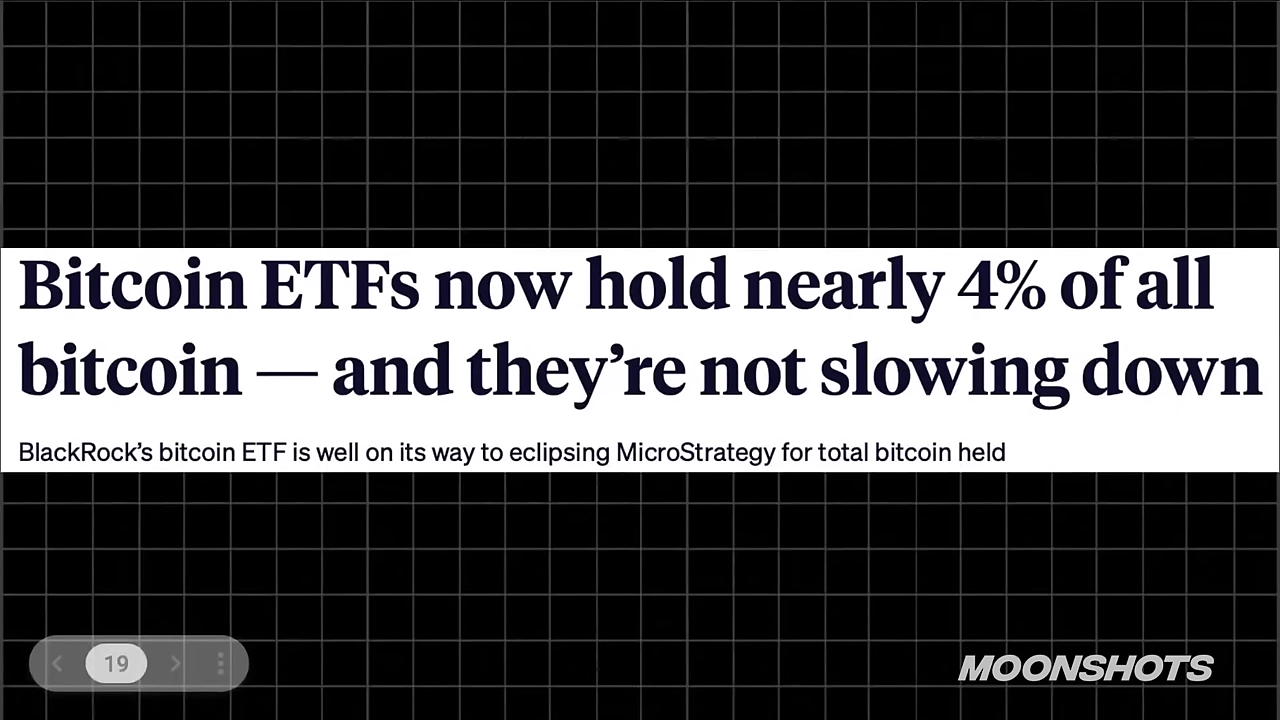 Bitcoin ETFs now hold nearly 4% of all
bitcoin — and they’re not slowing down
BlackRock’s bitcoin ETF is well on its way to eclipsing MicroStrategy for total bitcoin held
19
MOONSHOTS